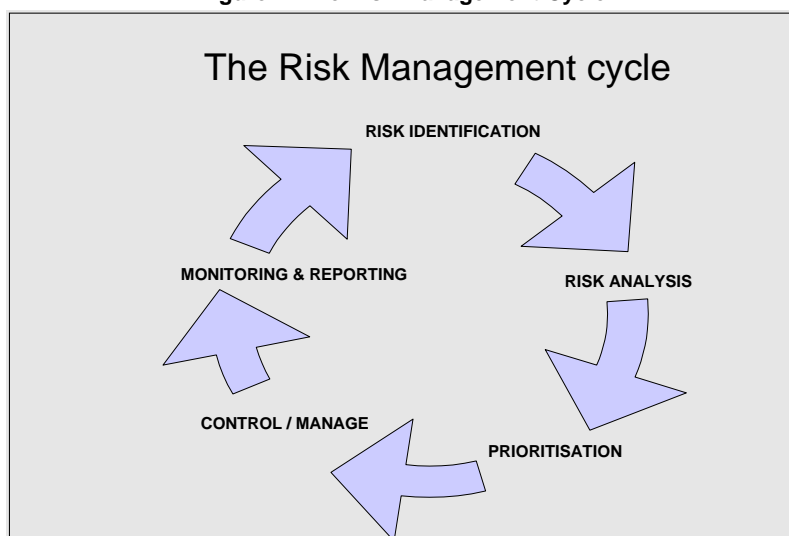 The Risk Management cycle
RISK IDENTIFICATION
RISK ANALYSIS
PRIORITISATION
CONTROL / MANAGE
MONITORING & REPORTING